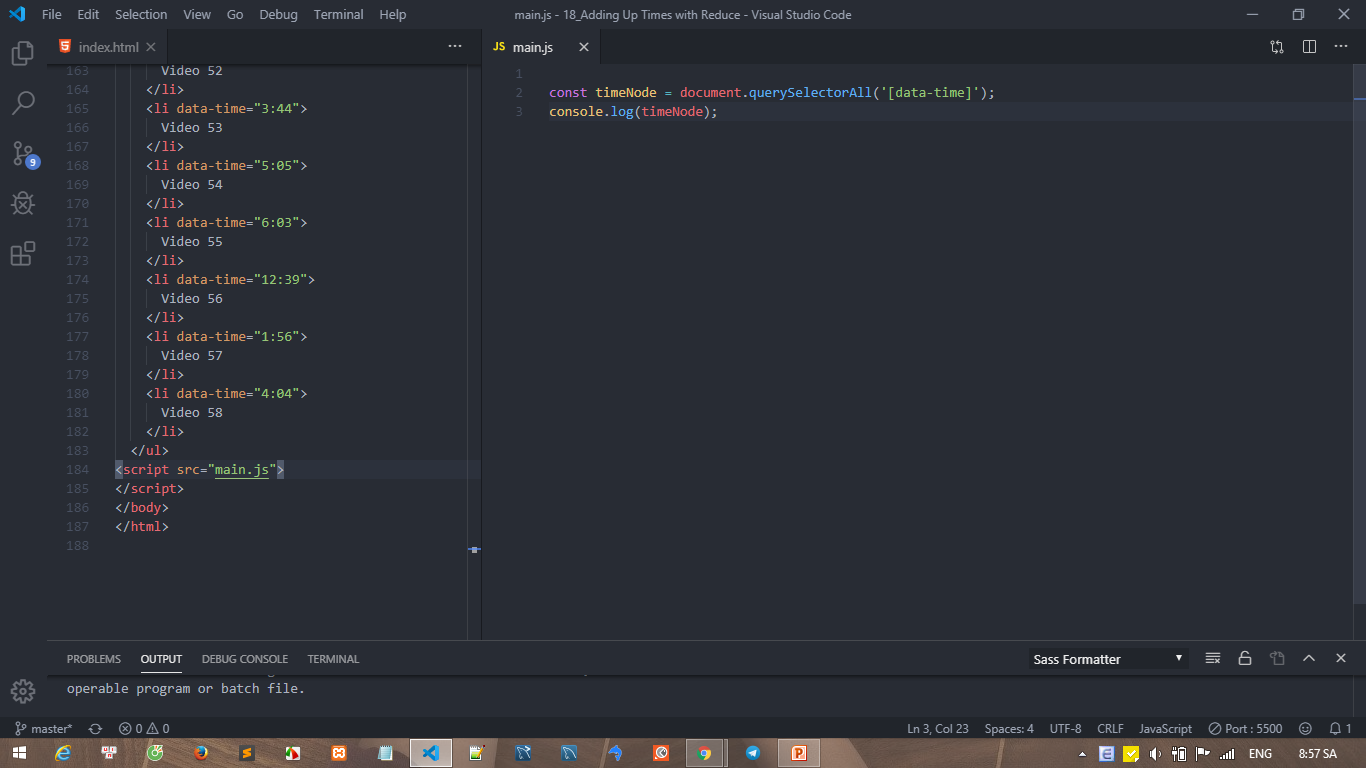 File Edit Selection View Go Debug Terminal Help
main.js - 18_Adding Up Times with Reduce - Visual Studio Code
index.html
JS main.js
9
163 Video 52
164 </li>
165 <li data-time="3:44">
166 Video 53
167 </li>
168 <li data-time="5:05">
169 Video 54
170 </li>
171 <li data-time="6:03">
172 Video 55
173 </li>
174 <li data-time="12:39">
175 Video 56
176 </li>
177 <li data-time="1:56">
178 Video 57
179 </li>
180 <li data-time="4:04">
181 Video 58
182 </li>
183 </ul>
184 <script src="main.js">
185 </script>
186 </body>
187 </html>
188
1
2 const timeNode = document.querySelectorAll('[data-time]');
3 console.log(timeNode);
PROBLEMS OUTPUT DEBUG CONSOLE TERMINAL
Sass Formatter
operable program or batch file.
master* 0 0
Ln 3, Col 23 Spaces: 4 UTF-8 CRLF JavaScript Port : 5500 1
ENG 8:57 SA